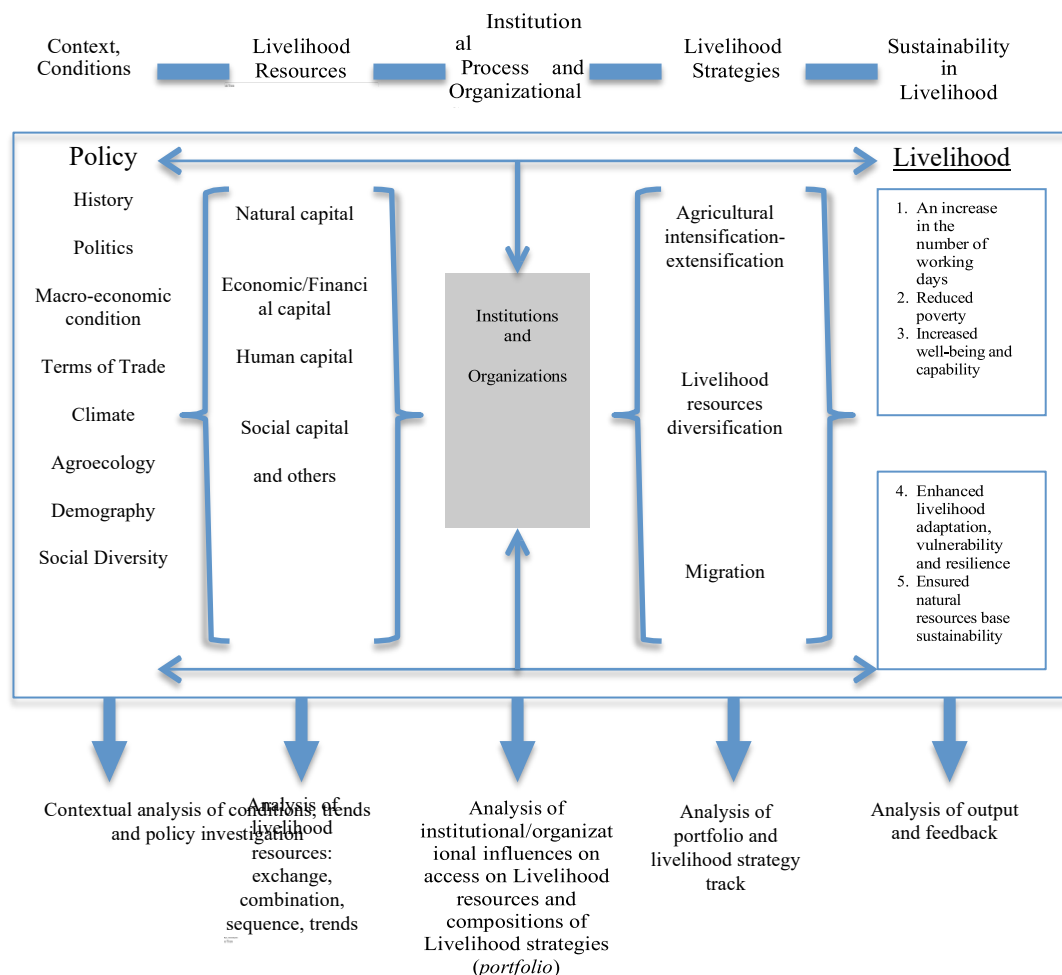 Context,
Conditions
Livelihood
Resources
Institution
al
Process and
Organizational
Livelihood
Strategies
Sustainability
in
Livelihood
Policy
History
Politics
Macro-economic
condition
Terms of Trade
Climate
Agroecology
Demography
Social Diversity
Natural capital
Economic/Financi
al capital
Human capital
Social capital
and others
Institutions
and
Organizations
Agricultural
intensification-
extensification
Livelihood
resources
diversification
Migration
Livelihood
1. An increase
in the
number of
working
days
2. Reduced
poverty
3. Increased
well-being and
capability
4. Enhanced
livelihood
adaptation,
vulnerability
and resilience
5. Ensured
natural
resources base
sustainability
Contextual analysis of conditions, trends
and policy investigation
Analysis of
livelihood
resources:
exchange,
combination,
sequence, trends
Analysis of
institutional/organizat
ional influences on
access on Livelihood
resources and
compositions of
Livelihood strategies
(portfolio)
Analysis of
portfolio and
livelihood strategy
track
Analysis of output
and feedback